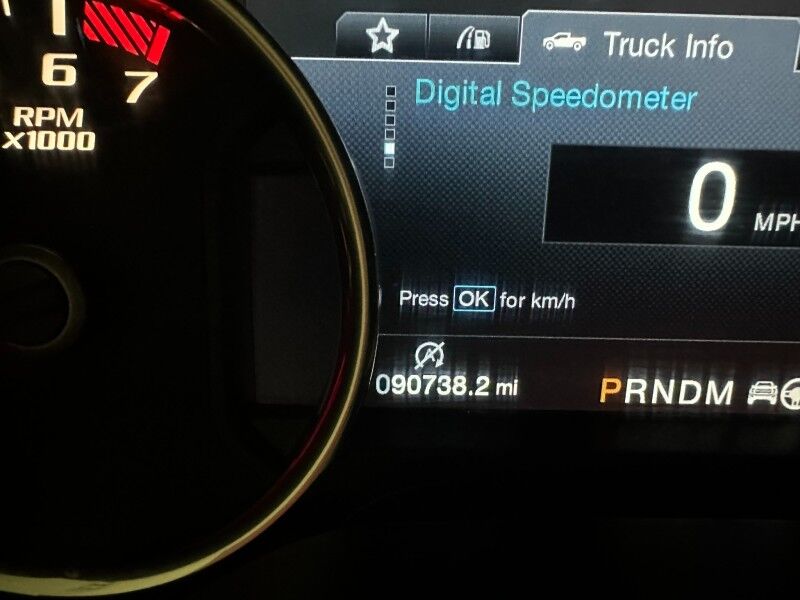 6 7
RPM
x1000
Truck Info
Digital Speedometer
0 MPH
Press OK for km/h
A
090738.2 mi
PRNDM